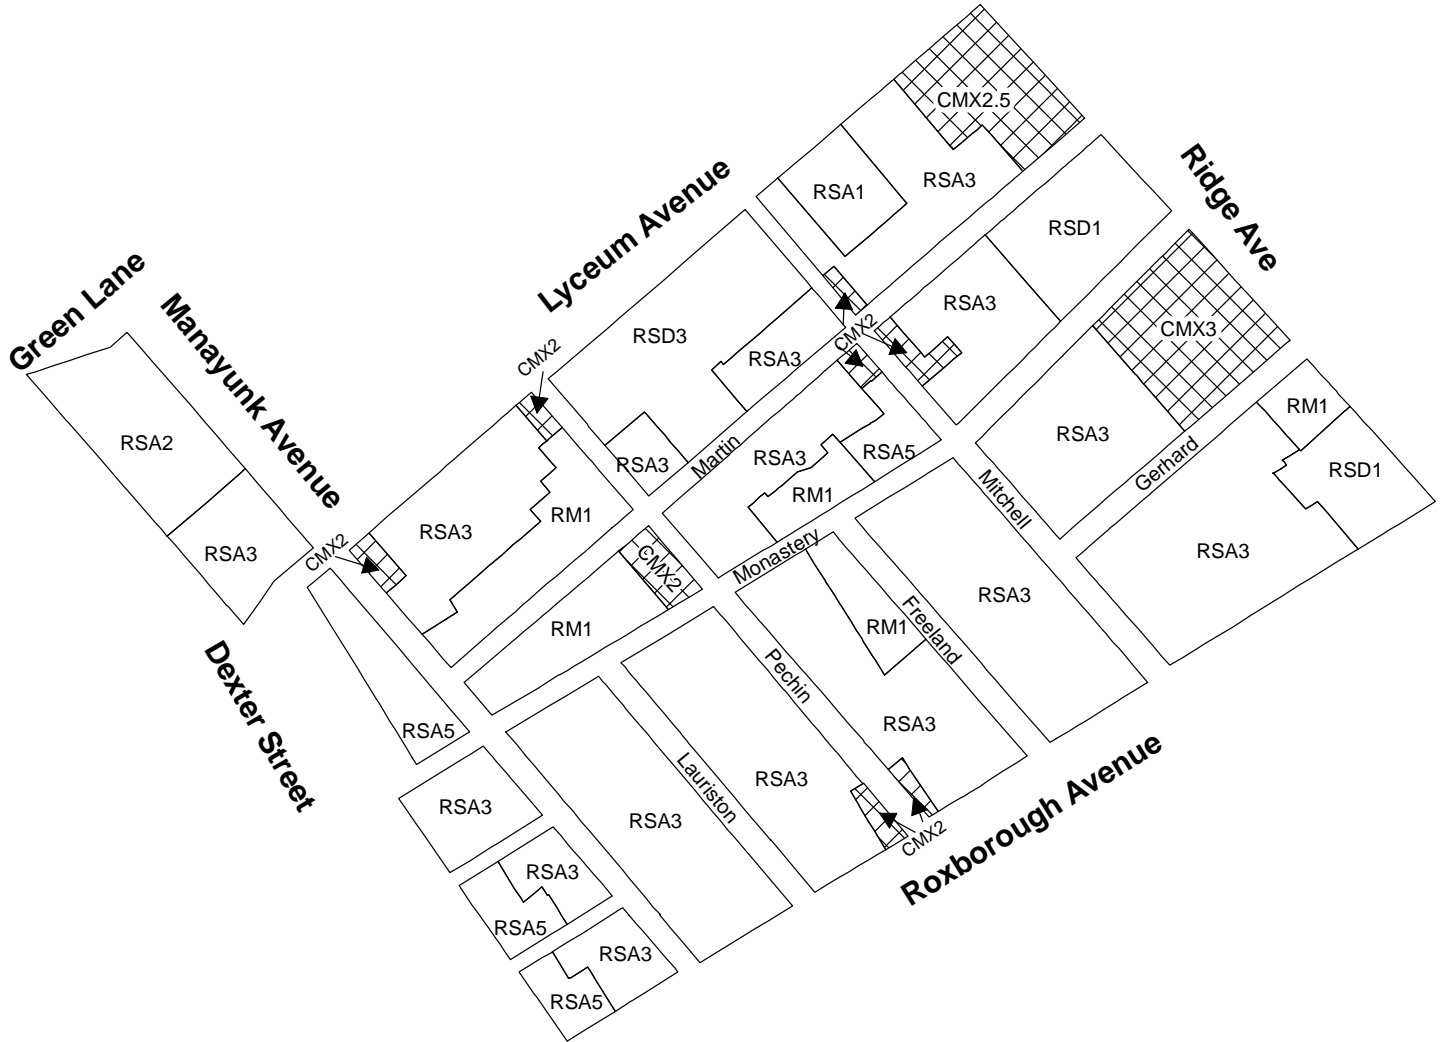 CMX2.5
Ridge Ave
RSA1
RSA3
Lyceum Avenue
RSD1
Green Lane
Manayunk Avenue
RSD3
RSA3
CMX3
CMX2
CMX2
RSA3
RM1
RSA2
RSA3
RSA3
Martin
RSA3
RSA5
Gerhard
RSD1
RM1
Mitchell
RSA3
RM1
RSA3
CMX2
Monastery
CMX2
RSA3
RSA3
RM1
RM1
Freeland
Pechin
Dexter Street
RSA5
RSA3
Lauriston
RSA3
RSA3
RSA3
CMX2
Roxborough Avenue
RSA3
RSA5
RSA3
RSA5